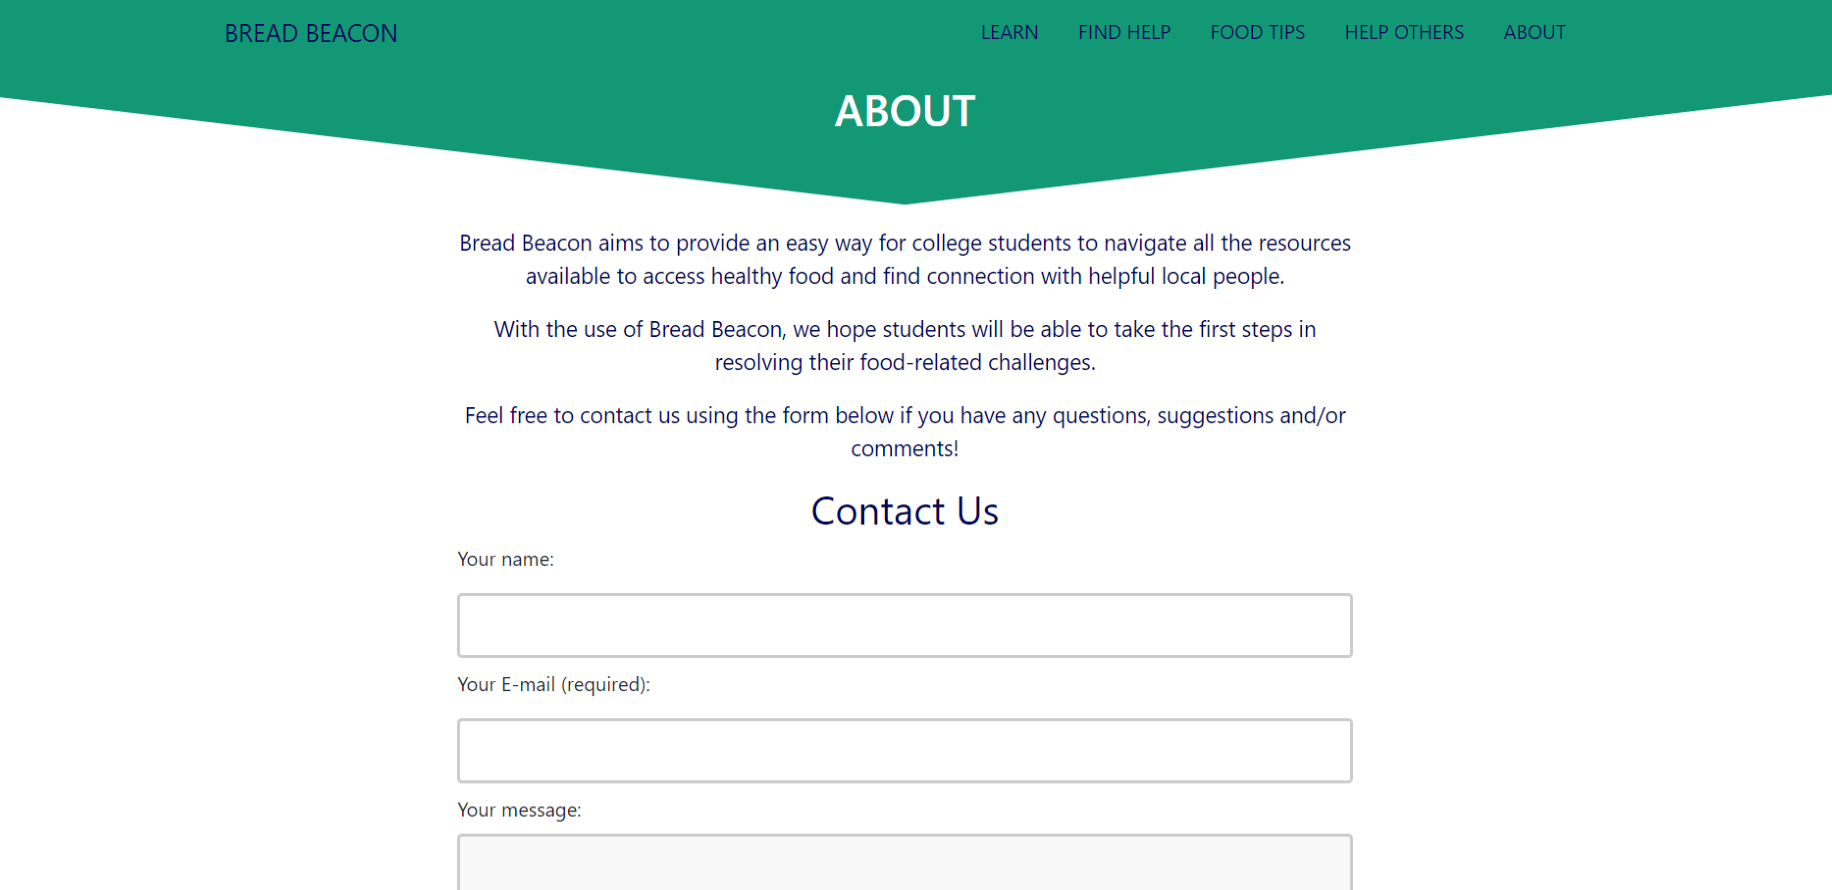 BREAD BEACON
LEARN FIND HELP FOOD TIPS HELP OTHERS ABOUT
ABOUT
Bread Beacon aims to provide an easy way for college students to navigate all the resources
available to access healthy food and find connection with helpful local people.
With the use of Bread Beacon, we hope students will be able to take the first steps in
resolving their food-related challenges.
Feel free to contact us using the form below if you have any questions, suggestions and/or
comments!
Contact Us
Your name:
Your E-mail (required):
Your message: